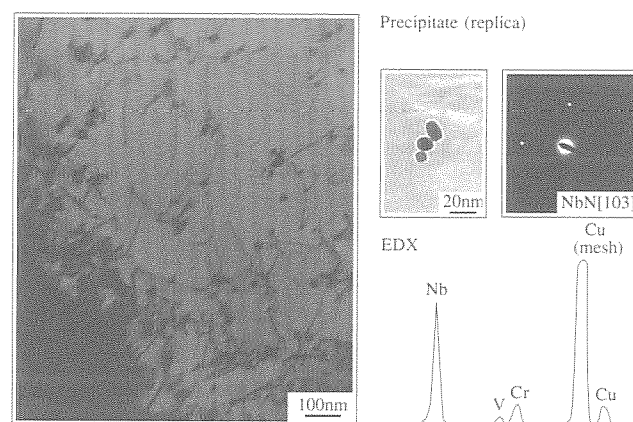 Precipitate (replica)
20nm
NbN[103]
EDX
Cu
(mesh)
Nb
V
Cr
Cu
100nm